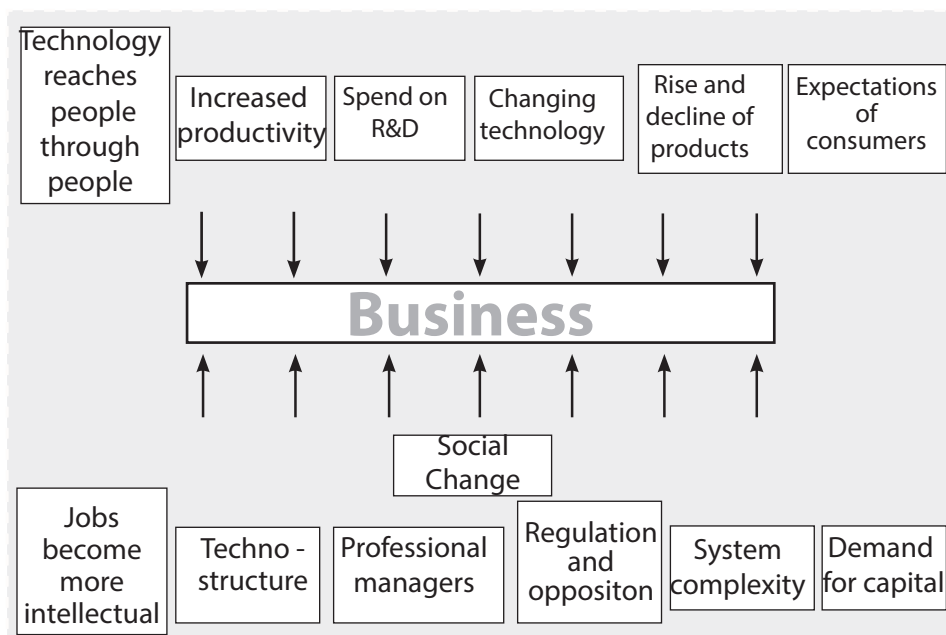 Technology
reaches
people
through
people
Increased
productivity
Spend on
R&D
Changing
technology
Rise and
decline of
products
Expectations
of
consumers
Business
Social
Change
Jobs
become
more
intellectual
Techno -
structure
Professional
managers
Regulation
and
oppositon
System
complexity
Demand
for capital